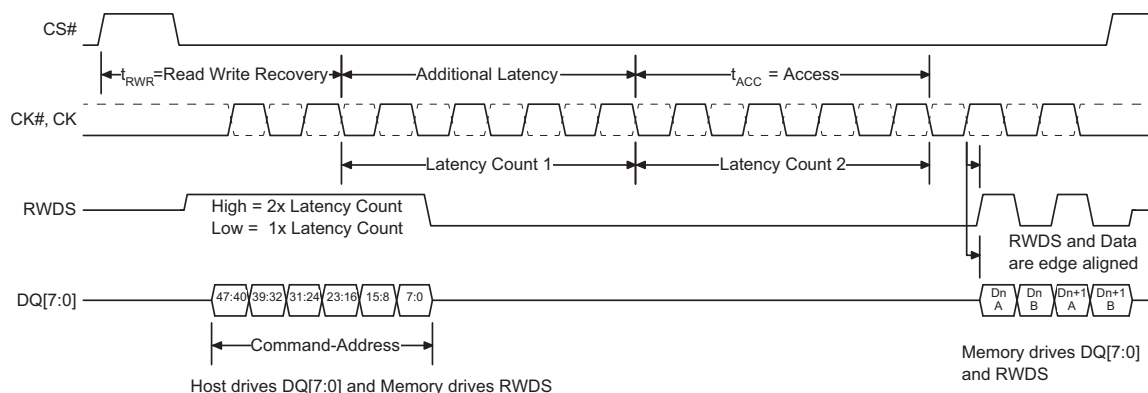 CS#
tRWR=Read Write Recovery
Additional Latency
tACC = Access
CK#, CK
Latency Count 1
Latency Count 2
RWDS
High = 2x Latency Count
Low = 1x Latency Count
RWDS and Data
are edge aligned
DQ[7:0]
47:40 39:32 31:24 23:16 15:8 7:0
Dn Dn Dn+1 Dn+1
A B A B
Command-Address
Host drives DQ[7:0] and Memory drives RWDS
Memory drives DQ[7:0]
and RWDS